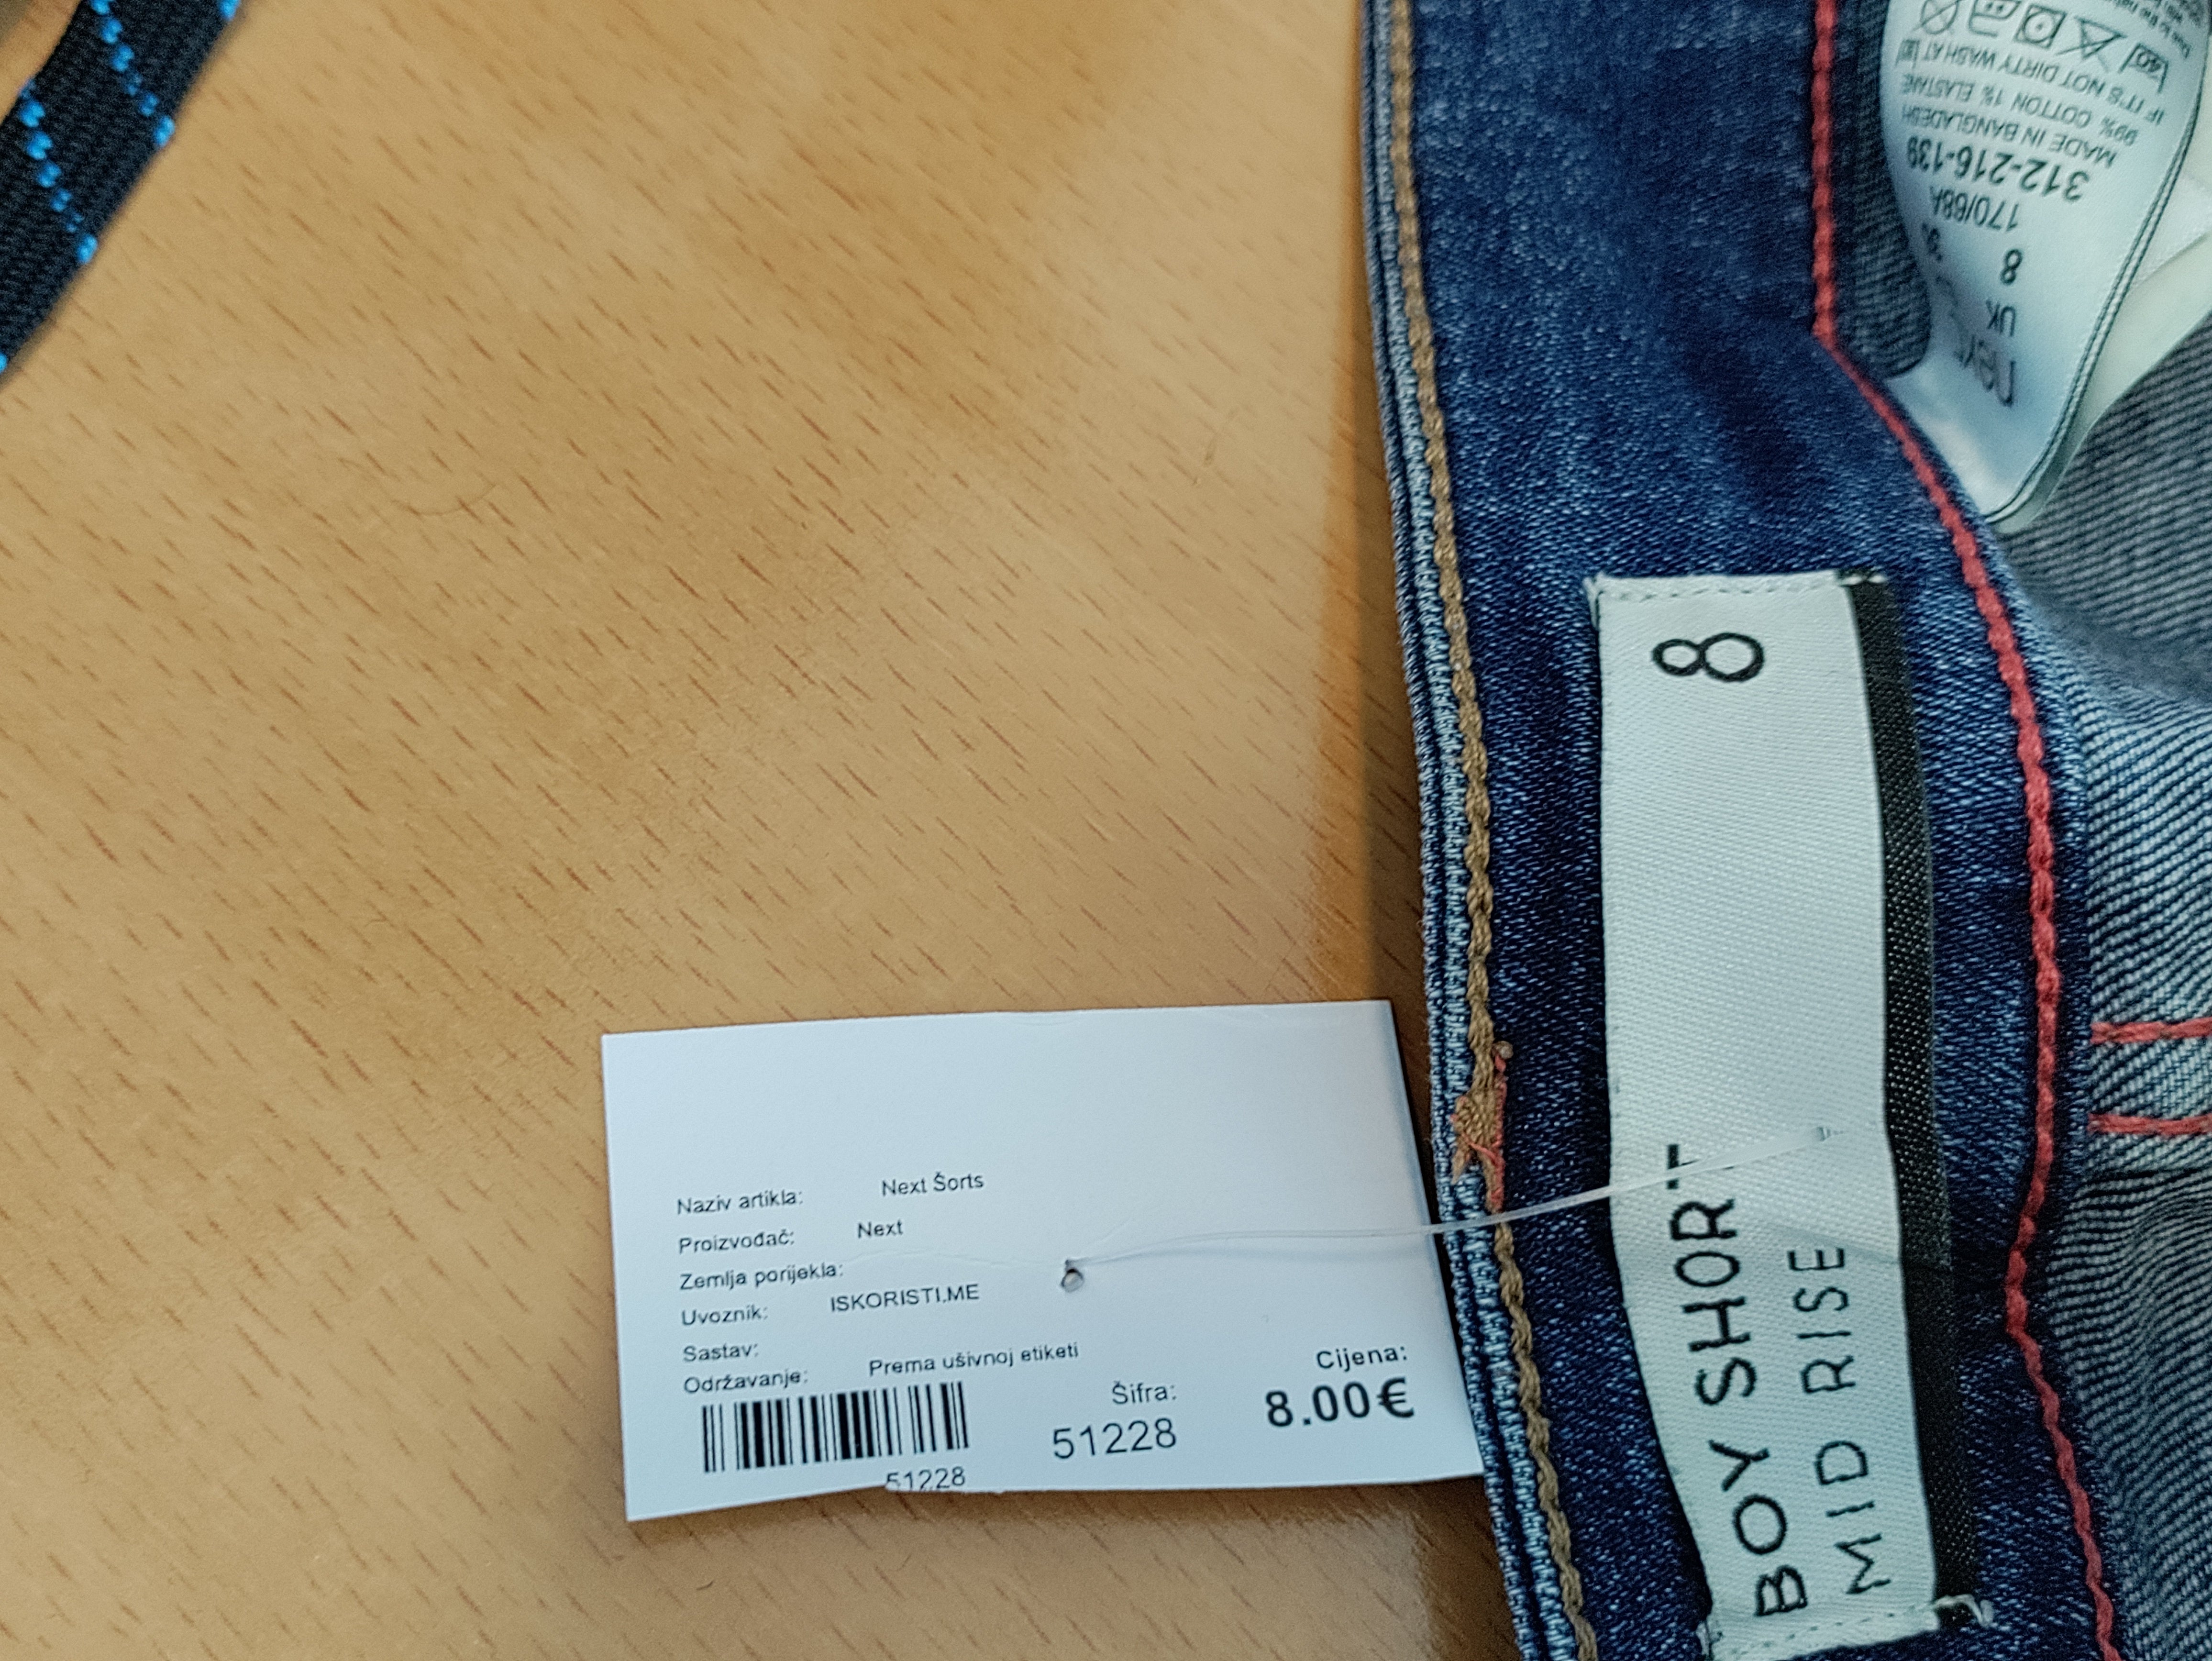 Naziv artikla: Next Šorts
Proizvođač: Next
Zemlja porijekla:
Uvoznik: ISKORISTI.ME
Sastav:
Održavanje: Prema ušivnoj etiketi
51228
Šifra:
51228
Cijena:
8.00€
8
BOY SHORT
MID RISE
next
UK 8
170/68A
312-216-139
MADE IN BANGLADESH
99% COTTON 1% ELASTANE
IF IT'S NOT DIRTY WASH AT 30
40